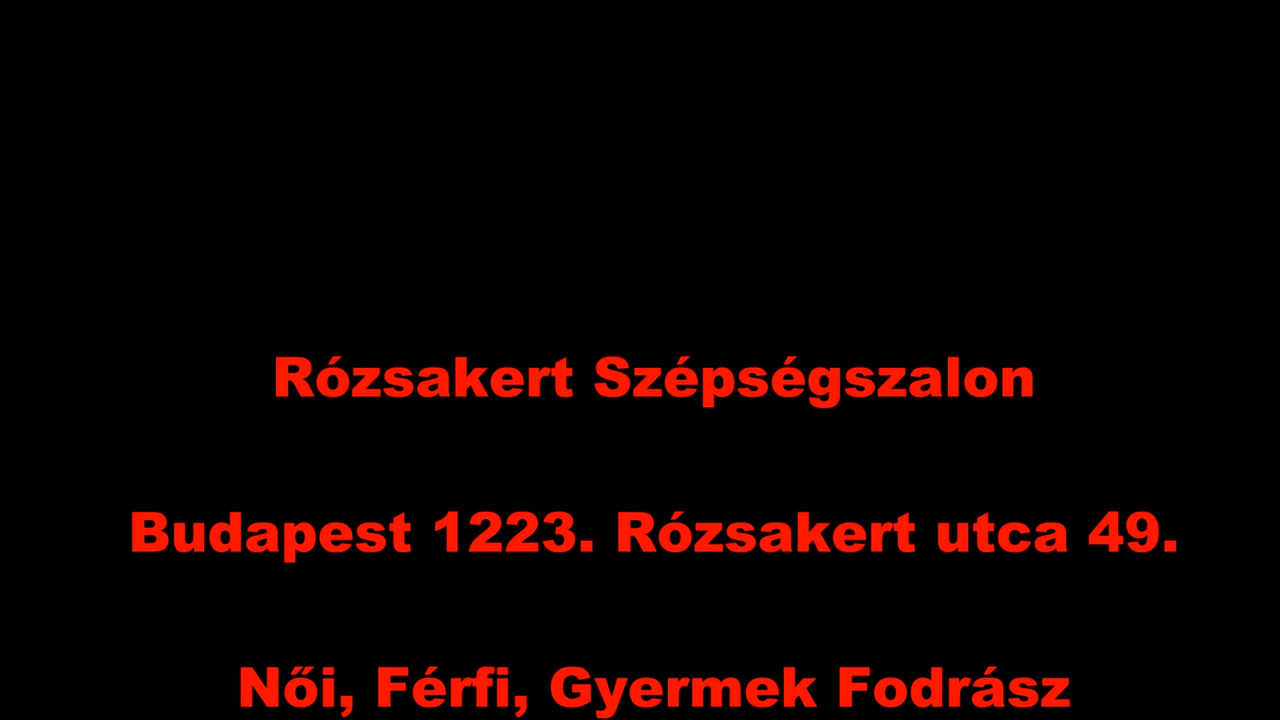 Rózsakert Szépségszalon
Budapest 1223. Rózsakert utca 49.
Női, Férfi, Gyermek Fodrász